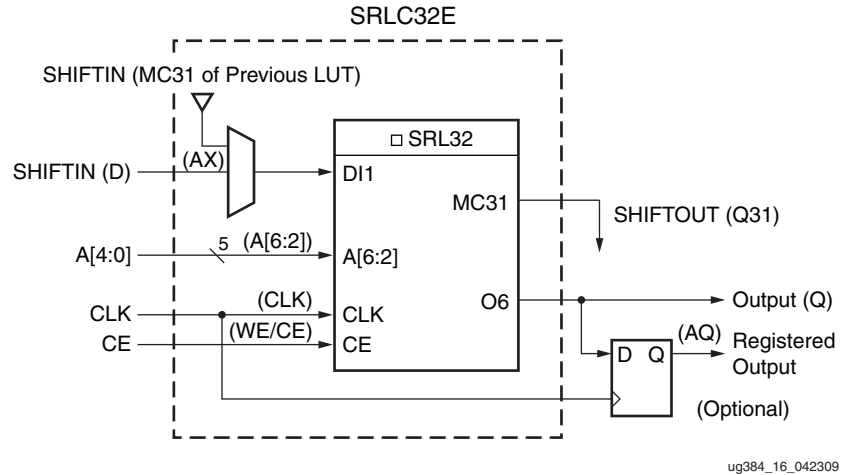 SRLC32E
SHIFTIN (MC31 of Previous LUT)
□ SRL32
SHIFTIN (D)
(AX)
DI1
MC31
SHIFTOUT (Q31)
A[4:0]
5
(A[6:2])
A[6:2]
CLK
(CLK)
CLK
O6
Output (Q)
CE
(WE/CE)
CE
D Q
(AQ)
Registered
Output
(Optional)
ug384_16_042309